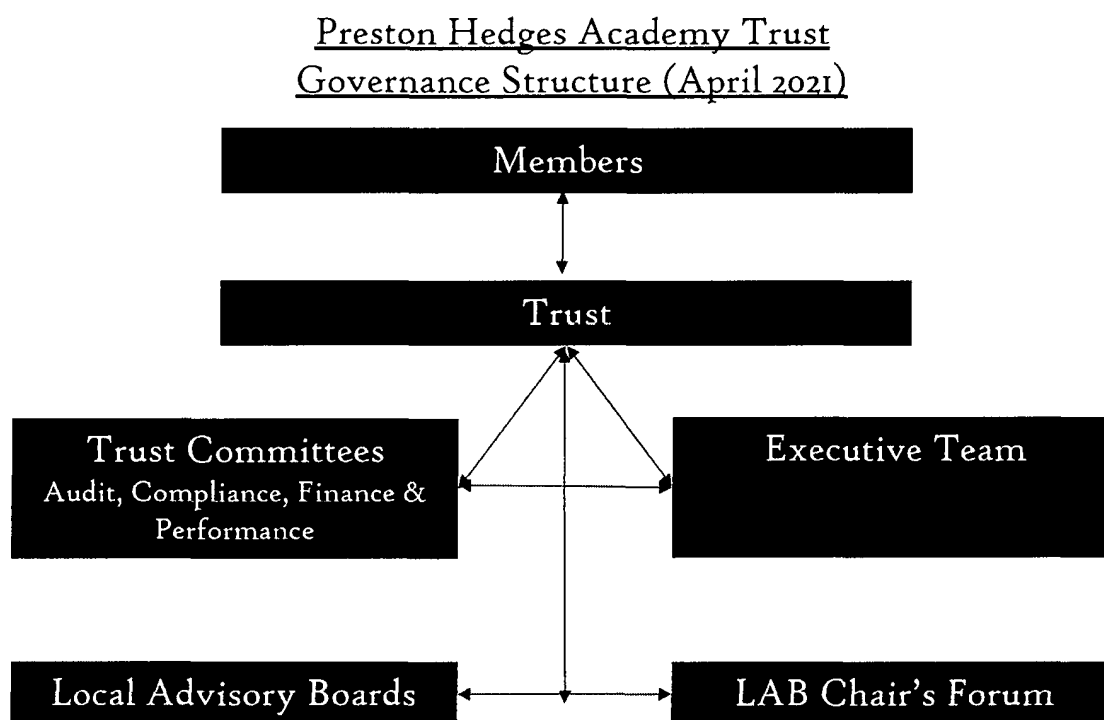 Preston Hedges Academy Trust
Governance Structure (April 2021)
Members
Trust
Trust Committees
Audit, Compliance, Finance &
Performance
Executive Team
Local Advisory Boards
LAB Chair's Forum